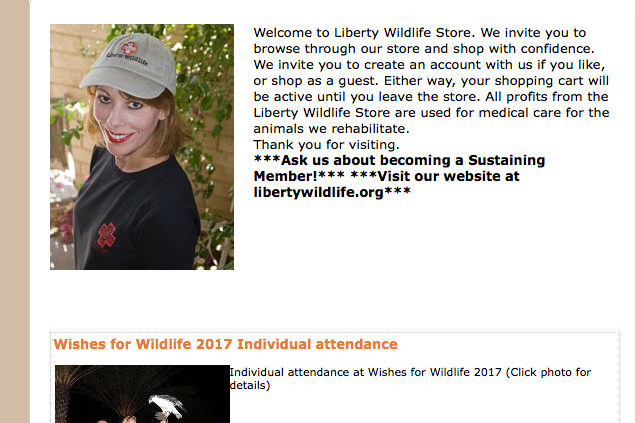 Liberty Wildlife
Welcome to Liberty Wildlife Store. We invite you to
browse through our store and shop with confidence.
We invite you to create an account with us if you like,
or shop as a guest. Either way, your shopping cart will
be active until you leave the store. All profits from the
Liberty Wildlife Store are used for medical care for the
animals we rehabilitate.
Thank you for visiting.
***Ask us about becoming a Sustaining
Member!*** ***Visit our website at
libertywildlife.org***
Wishes for Wildlife 2017 Individual attendance
Individual attendance at Wishes for Wildlife 2017 (Click photo for
details)